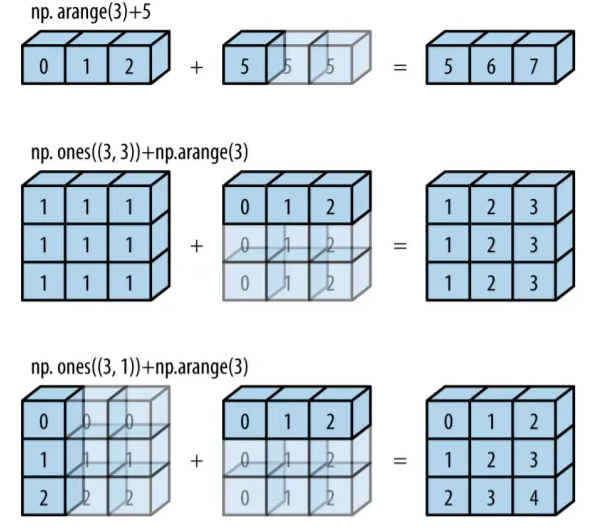 np. arange(3)+5
0 1 2 + 5 5 5 = 5 6 7
np. ones((3, 3))+np.arange(3)
1 1 1 0 1 2 1 2 3
1 1 1 + 0 1 2 = 1 2 3
1 1 1 0 1 2 1 2 3
np. ones((3, 1))+np.arange(3)
0 0 0 0 1 2 0 1 2
1 1 1 + 0 1 2 = 1 2 3
2 2 2 0 1 2 2 3 4